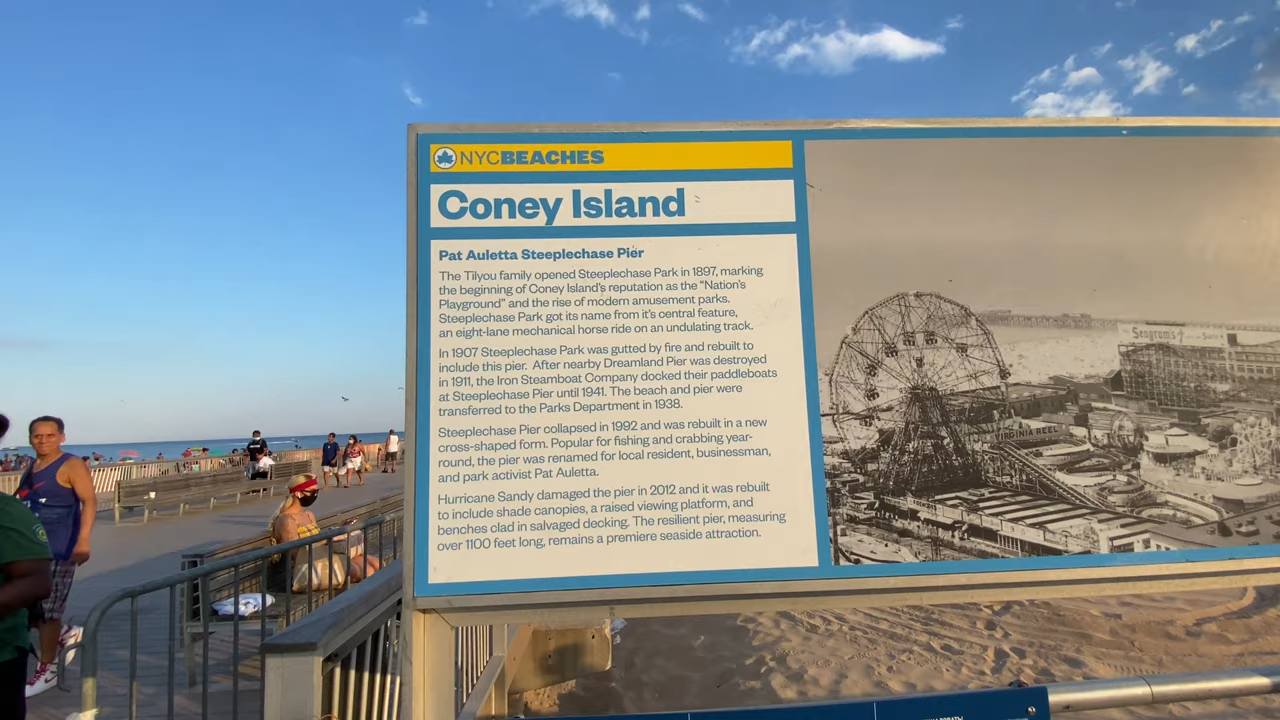 NYCBEACHES
Coney Island
Pat Auletta Steeplechase Pier
The Tilyou family opened Steeplechase Park in 1897, marking
the beginning of Coney Island's reputation as the "Nation's
Playground" and the rise of modern amusement parks.
Steeplechase Park got its name from it's central feature,
an eight-lane mechanical horse ride on an undulating track.
In 1907 Steeplechase Park was gutted by fire and rebuilt to
include this pier. After nearby Dreamland Pier was destroyed
in 1911, the Iron Steamboat Company docked their paddleboats
at Steeplechase Pier until 1941. The beach and pier were
transferred to the Parks Department in 1938.
Steeplechase Pier collapsed in 1992 and was rebuilt in a new
cross-shaped form. Popular for fishing and crabbing year-
round, the pier was renamed for local resident, businessman,
and park activist Pat Auletta.
Hurricane Sandy damaged the pier in 2012 and it was rebuilt
to include shade canopies, a raised viewing platform, and
benches clad in salvaged decking. The resilient pier, measuring
over 1100 feet long, remains a premiere seaside attraction.
Seagrams
VIRGINIA REEL